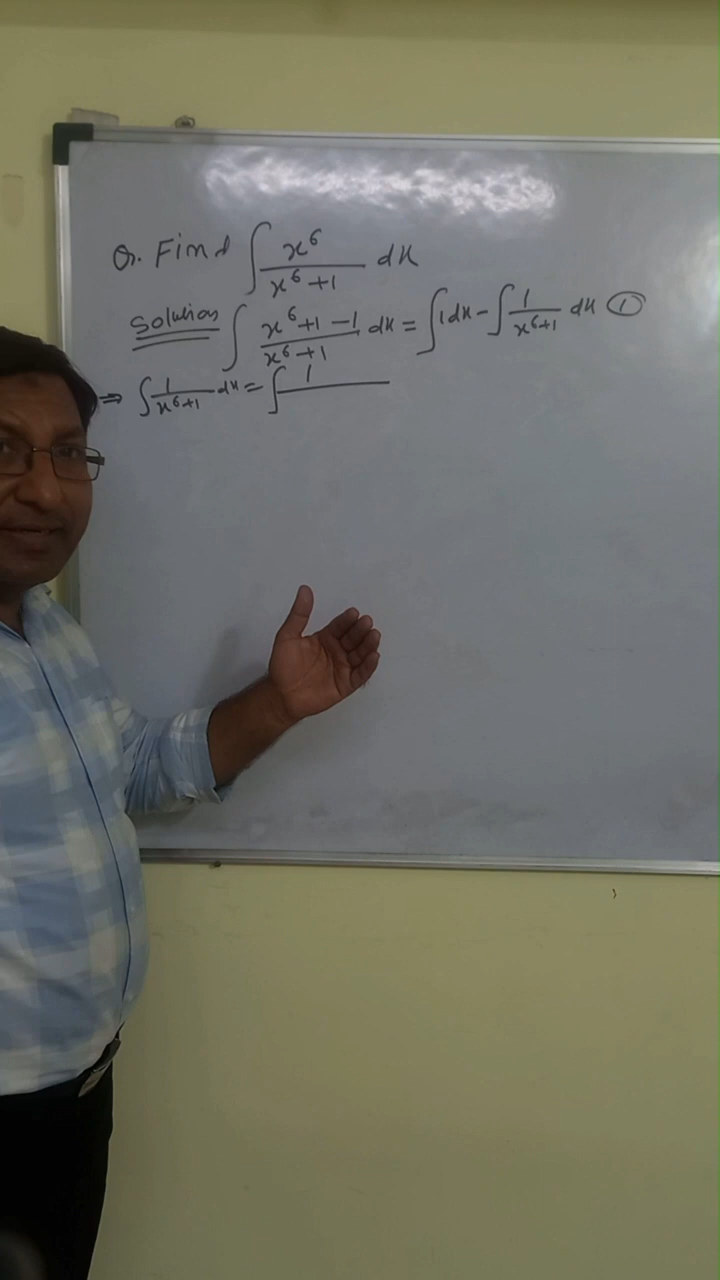 Q. Find ∫ x⁶/(x⁶+1) dx
Solution ∫ (x⁶+1-1)/(x⁶+1) dx = ∫1dx - ∫ 1/(x⁶+1) dx ①
⇒ ∫ 1/(x⁶+1) dx = ∫ 1/